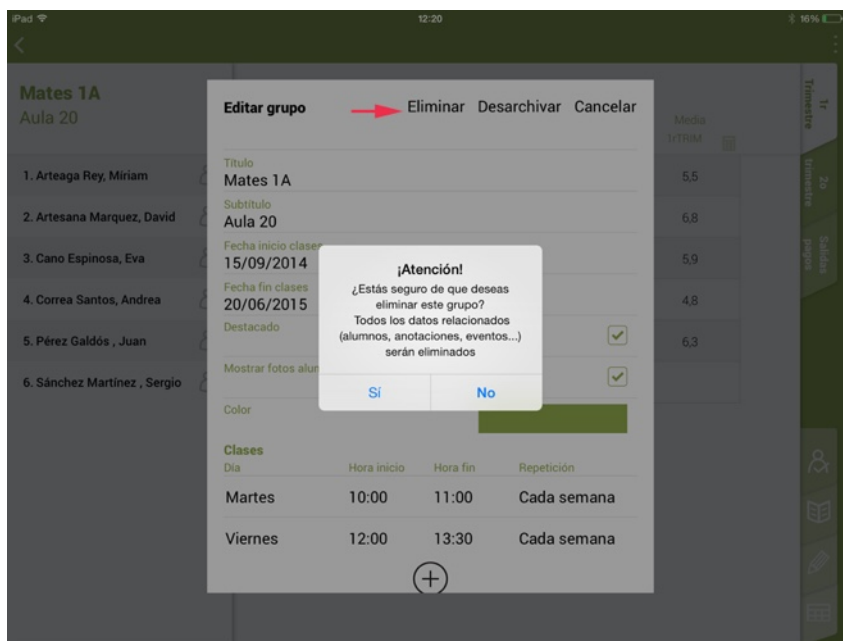 iPad
12:20
16%
Mates 1A
Aula 20
1. Arteaga Rey, Míriam
2. Artesana Marquez, David
3. Cano Espinosa, Eva
4. Correa Santos, Andrea
5. Pérez Galdós , Juan
6. Sánchez Martínez , Sergio
Editar grupo
Eliminar Desarchivar Cancelar
Título
Mates 1A
Subtítulo
Aula 20
Fecha inicio clases
15/09/2014
Fecha fin clases
20/06/2015
Destacado
Mostrar fotos alum
Color
¡Atención!
¿Estás seguro de que deseas
eliminar este grupo?
Todos los datos relacionados
(alumnos, anotaciones, eventos...)
serán eliminados
Sí No
Clases
Día Hora inicio Hora fin Repetición
Martes 10:00 11:00 Cada semana
Viernes 12:00 13:30 Cada semana
Media
1rTRIM
5,5
6,8
5,9
4,8
6,3
1r
Trimestre
2o
trimestre
Salidas
pagos